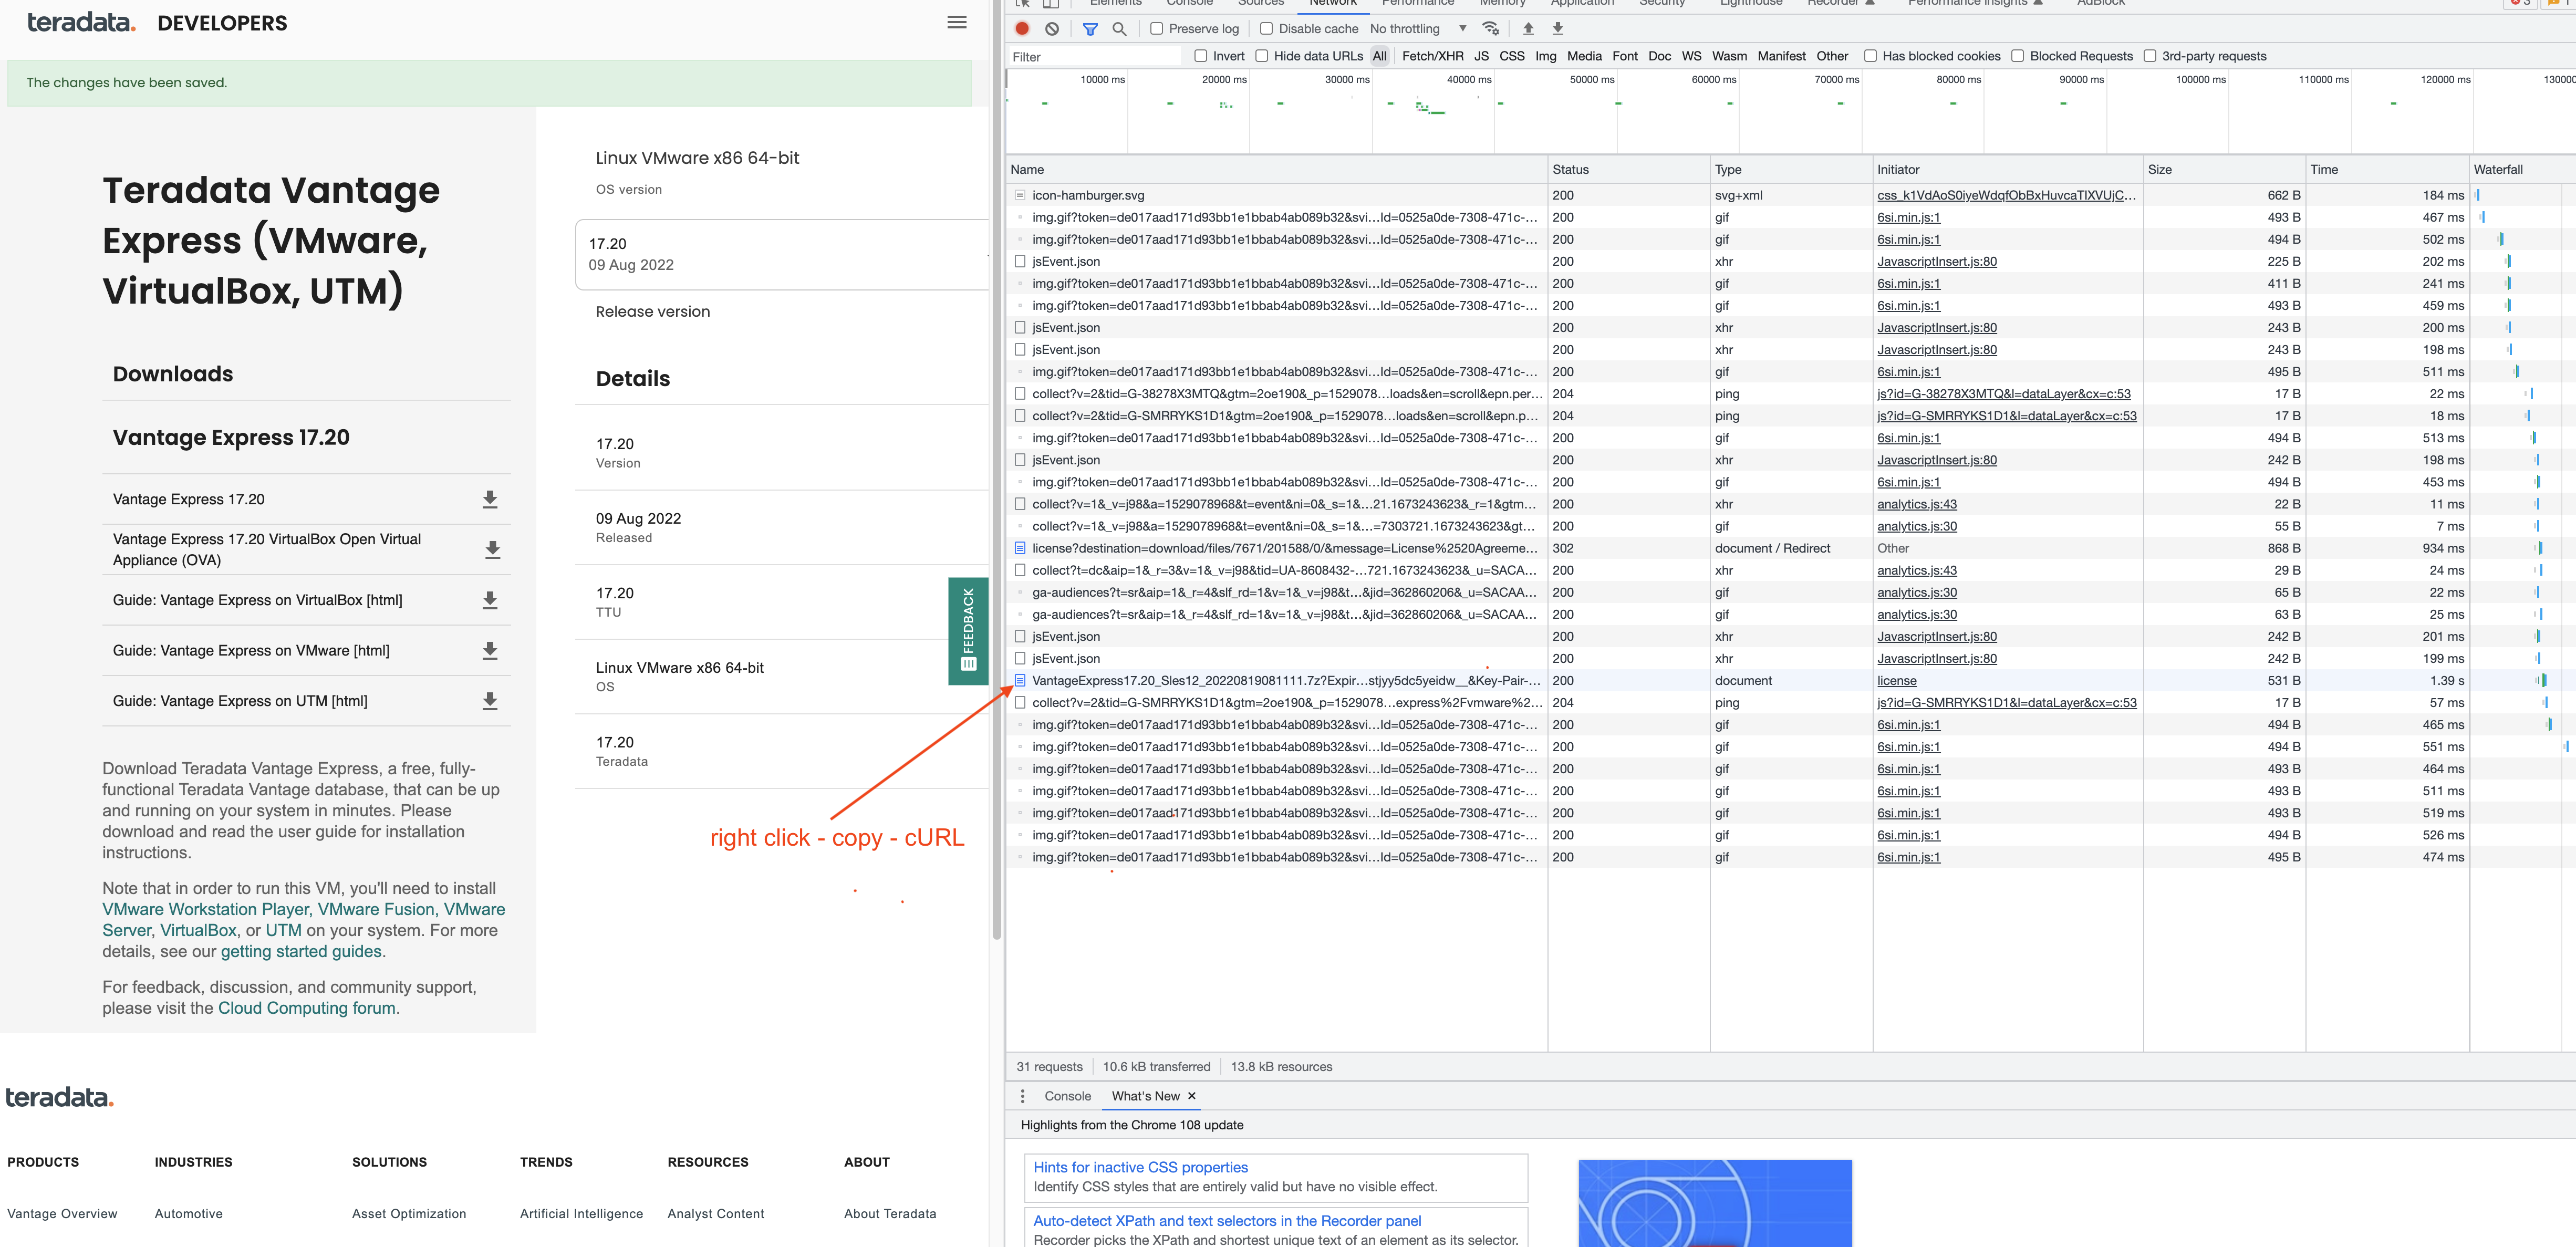 teradata. DEVELOPERS
The changes have been saved.
Teradata Vantage
Express (VMware,
VirtualBox, UTM)
Downloads
Vantage Express 17.20
Vantage Express 17.20
Vantage Express 17.20 VirtualBox Open Virtual
Appliance (OVA)
Guide: Vantage Express on VirtualBox [html]
Guide: Vantage Express on VMware [html]
Guide: Vantage Express on UTM [html]
Download Teradata Vantage Express, a free, fully-
functional Teradata Vantage database, that can be up
and running on your system in minutes. Please
download and read the user guide for installation
instructions.
Note that in order to run this VM, you'll need to install
VMware Workstation Player, VMware Fusion, VMware
Server, VirtualBox, or UTM on your system. For more
details, see our getting started guides.
For feedback, discussion, and community support,
please visit the Cloud Computing forum.
Linux VMware x86 64-bit
OS version
17.20
09 Aug 2022
Release version
Details
17.20
Version
09 Aug 2022
Released
17.20
TTU
Linux VMware x86 64-bit
OS
17.20
Teradata
FEEDBACK
right click - copy - cURL
teradata.
PRODUCTS INDUSTRIES SOLUTIONS TRENDS RESOURCES ABOUT
Vantage Overview Automotive Asset Optimization Artificial Intelligence Analyst Content About Teradata
Elements Console Sources Network Performance Memory Application Security Lighthouse Recorder Performance insights AdBlock 3 1
Preserve log Disable cache No throttling
Filter Invert Hide data URLs All Fetch/XHR JS CSS Img Media Font Doc WS Wasm Manifest Other Has blocked cookies Blocked Requests 3rd-party requests
10000 ms 20000 ms 30000 ms 40000 ms 50000 ms 60000 ms 70000 ms 80000 ms 90000 ms 100000 ms 110000 ms 120000 ms 13000
Name Status Type Initiator Size Time Waterfall
icon-hamburger.svg 200 svg+xml 662 B 184 ms
img.gif?token=de017aad171d93bb1e1bbab4ab089b32&svi…Id=0525a0de-7308-471c-… 200 gif 6si.min.js:1 493 B 467 ms
img.gif?token=de017aad171d93bb1e1bbab4ab089b32&svi…Id=0525a0de-7308-471c-… 200 gif 6si.min.js:1 494 B 502 ms
jsEvent.json 200 xhr JavascriptInsert.js:80 225 B 202 ms
img.gif?token=de017aad171d93bb1e1bbab4ab089b32&svi…Id=0525a0de-7308-471c-… 200 gif 6si.min.js:1 411 B 241 ms
img.gif?token=de017aad171d93bb1e1bbab4ab089b32&svi…Id=0525a0de-7308-471c-… 200 gif 6si.min.js:1 493 B 459 ms
jsEvent.json 200 xhr JavascriptInsert.js:80 243 B 200 ms
jsEvent.json 200 xhr JavascriptInsert.js:80 243 B 198 ms
img.gif?token=de017aad171d93bb1e1bbab4ab089b32&svi…Id=0525a0de-7308-471c-… 200 gif 6si.min.js:1 495 B 511 ms
collect?v=2&tid=G-38278X3MTQ&gtm=2oe190&_p=1529078…loads&en=scroll&epn.per… 204 ping js?id=G-38278X3MTQ&l=dataLayer&cx=c:53 17 B 22 ms
collect?v=2&tid=G-SMRRYKS1D1&gtm=2oe190&_p=1529078…loads&en=scroll&epn.p… 204 ping js?id=G-SMRRYKS1D1&l=dataLayer&cx=c:53 17 B 18 ms
img.gif?token=de017aad171d93bb1e1bbab4ab089b32&svi…Id=0525a0de-7308-471c-… 200 gif 6si.min.js:1 494 B 513 ms
jsEvent.json 200 xhr JavascriptInsert.js:80 242 B 198 ms
img.gif?token=de017aad171d93bb1e1bbab4ab089b32&svi…Id=0525a0de-7308-471c-… 200 gif 6si.min.js:1 494 B 453 ms
collect?v=1&_v=j98&a=1529078968&t=event&ni=0&_s=1&…21.1673243623&_r=1&gtm… 200 xhr analytics.js:43 22 B 11 ms
collect?v=1&_v=j98&a=1529078968&t=event&ni=0&_s=1&…=7303721.1673243623&gt… 200 gif analytics.js:30 55 B 7 ms
license?destination=download/files/7671/201588/0/&message=License%2520Agreeme… 302 document / Redirect Other 868 B 934 ms
collect?t=dc&aip=1&_r=3&v=1&_v=j98&tid=UA-8608432-…721.1673243623&_u=SACA… 200 xhr analytics.js:43 29 B 24 ms
ga-audiences?t=sr&aip=1&_r=4&slf_rd=1&v=1&_v=j98&t…&jid=362860206&_u=SACAA… 200 gif analytics.js:30 65 B 22 ms
ga-audiences?t=sr&aip=1&_r=4&slf_rd=1&v=1&_v=j98&t…&jid=362860206&_u=SACAA… 200 gif analytics.js:30 63 B 25 ms
jsEvent.json 200 xhr JavascriptInsert.js:80 242 B 201 ms
jsEvent.json 200 xhr JavascriptInsert.js:80 242 B 199 ms
VantageExpress17.20_Sles12_20220819081111.7z?Expir…stjyy5dc5yeidw__&Key-Pair-… 200 document license 531 B 1.39 s
collect?v=2&tid=G-SMRRYKS1D1&gtm=2oe190&_p=1529078…express%2Fvmware%2… 204 ping js?id=G-SMRRYKS1D1&l=dataLayer&cx=c:53 17 B 57 ms
img.gif?token=de017aad171d93bb1e1bbab4ab089b32&svi…Id=0525a0de-7308-471c-… 200 gif 6si.min.js:1 494 B 465 ms
img.gif?token=de017aad171d93bb1e1bbab4ab089b32&svi…Id=0525a0de-7308-471c-… 200 gif 6si.min.js:1 494 B 551 ms
img.gif?token=de017aad171d93bb1e1bbab4ab089b32&svi…Id=0525a0de-7308-471c-… 200 gif 6si.min.js:1 493 B 464 ms
img.gif?token=de017aad171d93bb1e1bbab4ab089b32&svi…Id=0525a0de-7308-471c-… 200 gif 6si.min.js:1 493 B 511 ms
img.gif?token=de017aad171d93bb1e1bbab4ab089b32&svi…Id=0525a0de-7308-471c-… 200 gif 6si.min.js:1 493 B 519 ms
img.gif?token=de017aad171d93bb1e1bbab4ab089b32&svi…Id=0525a0de-7308-471c-… 200 gif 6si.min.js:1 494 B 526 ms
img.gif?token=de017aad171d93bb1e1bbab4ab089b32&svi…Id=0525a0de-7308-471c-… 200 gif 6si.min.js:1 495 B 474 ms
31 requests 10.6 kB transferred 13.8 kB resources
Console What's New ×
Highlights from the Chrome 108 update
Hints for inactive CSS properties
Identify CSS styles that are entirely valid but have no visible effect.
Auto-detect XPath and text selectors in the Recorder panel
Recorder picks the XPath and shortest unique text of an element as its selector.